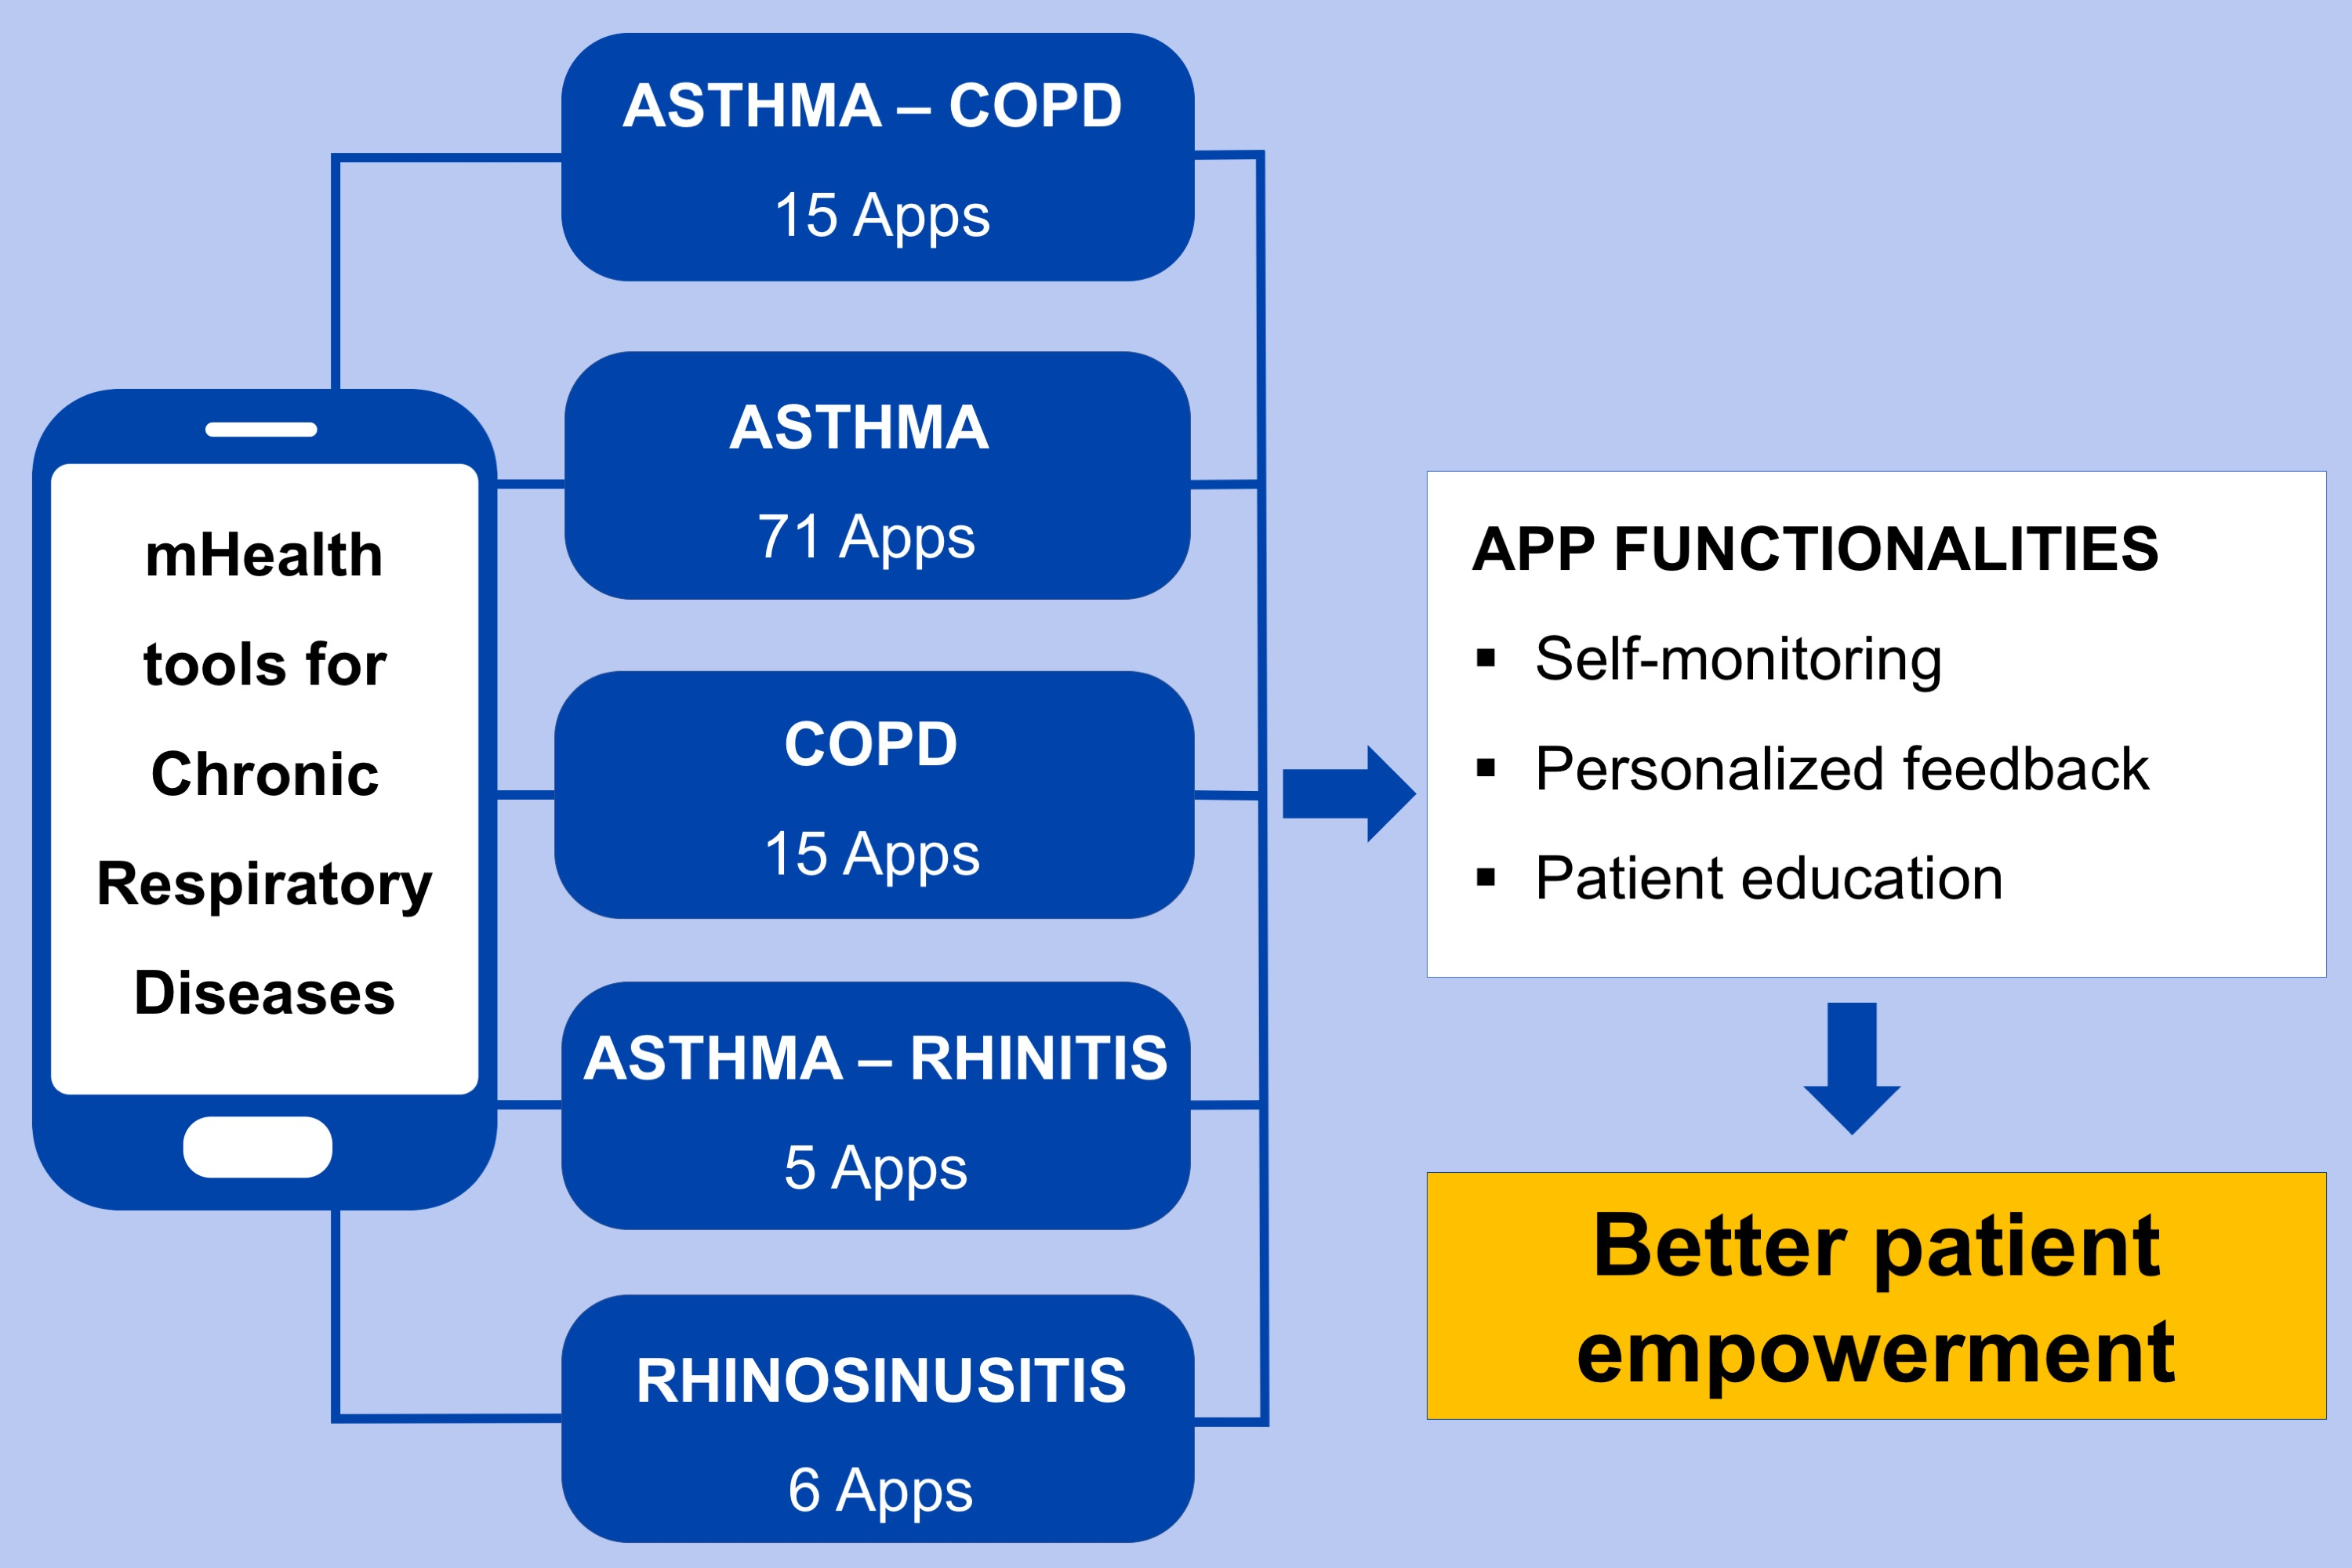 mHealth
tools for
Chronic
Respiratory
Diseases
ASTHMA – COPD
15 Apps
ASTHMA
71 Apps
COPD
15 Apps
ASTHMA – RHINITIS
5 Apps
RHINOSINUSITIS
6 Apps
APP FUNCTIONALITIES
▪ Self-monitoring
▪ Personalized feedback
▪ Patient education
Better patient
empowerment